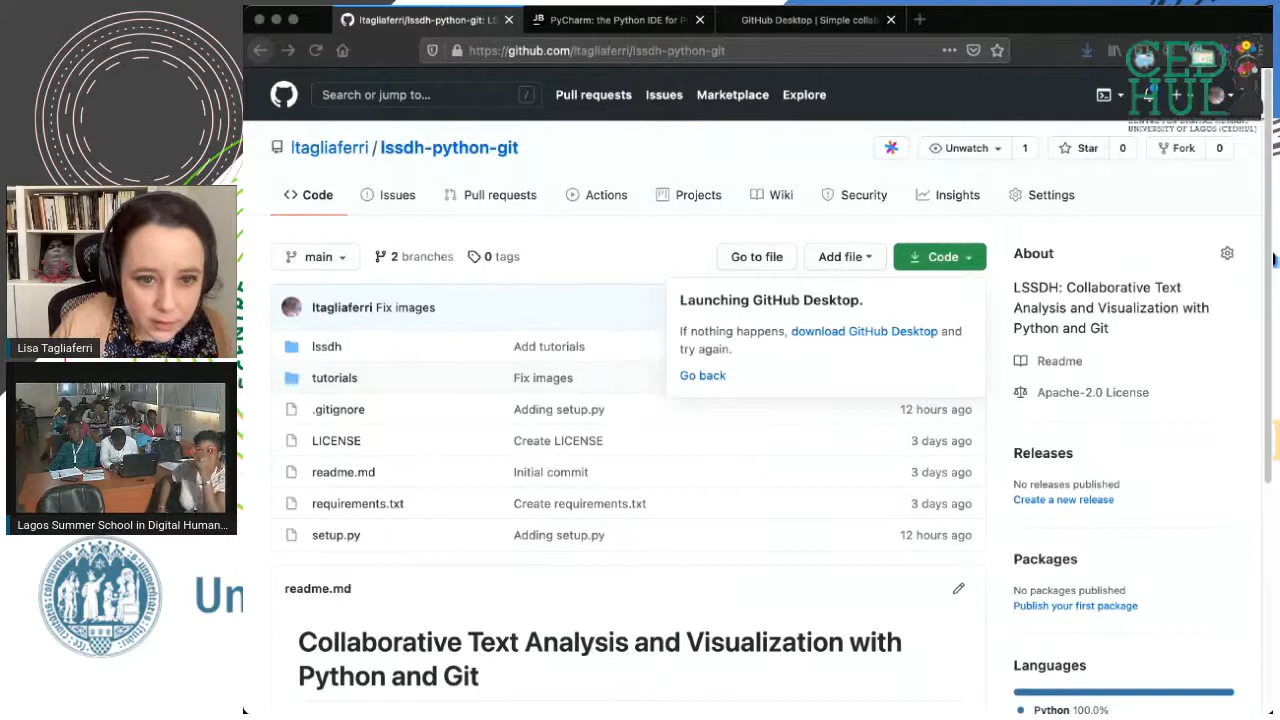 ltagliaferri/lssdh-python-git: LS
PyCharm: the Python IDE for P
GitHub Desktop | Simple collab
https://github.com/ltagliaferri/lssdh-python-git
Search or jump to...
/
Pull requests
Issues
Marketplace
Explore
CEDHUL
UNIVERSITY OF LAGOS (CEDHUL)
ltagliaferri / lssdh-python-git
Unwatch
1
Star
0
Fork
0
Code
Issues
Pull requests
Actions
Projects
Wiki
Security
Insights
Settings
main
2 branches
0 tags
Go to file
Add file
Code
ltagliaferri Fix images
Launching GitHub Desktop.
If nothing happens, download GitHub Desktop and
try again.
Go back
lssdh
Add tutorials
tutorials
Fix images
.gitignore
Adding setup.py
12 hours ago
LICENSE
Create LICENSE
3 days ago
readme.md
Initial commit
3 days ago
requirements.txt
Create requirements.txt
3 days ago
setup.py
Adding setup.py
12 hours ago
readme.md
Collaborative Text Analysis and Visualization with
Python and Git
About
LSSDH: Collaborative Text
Analysis and Visualization with
Python and Git
Readme
Apache-2.0 License
Releases
No releases published
Create a new release
Packages
No packages published
Publish your first package
Languages
Python 100.0%
Lisa Tagliaferri
Lagos Summer School in Digital Human...
Un